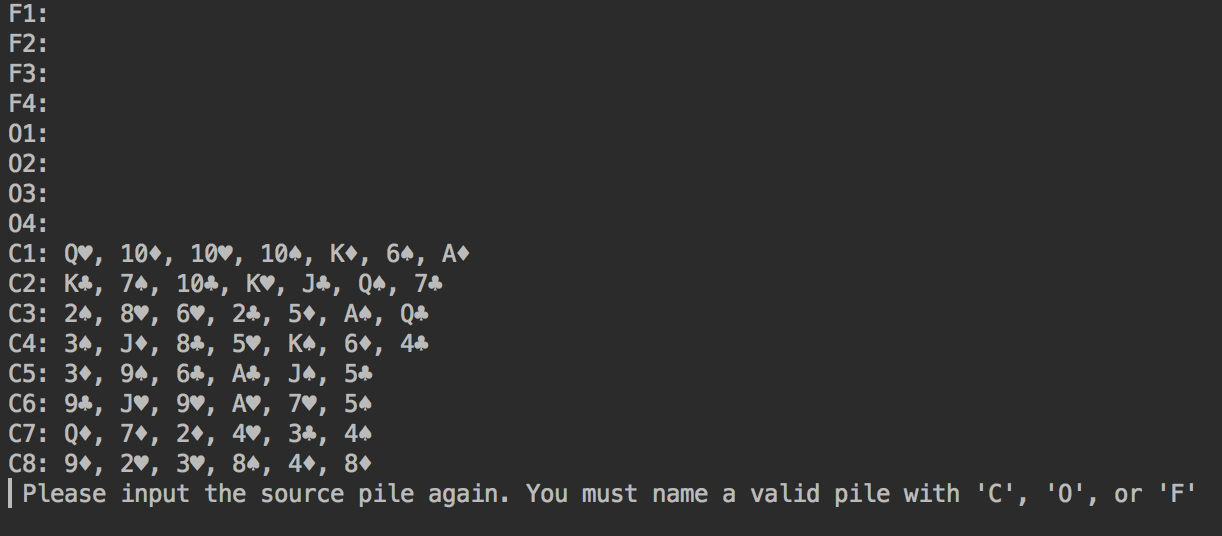 F1:
F2:
F3:
F4:
O1:
O2:
O3:
O4:
C1: Q♥, 10♦, 10♥, 10♠, K♦, 6♠, A♦
C2: K♣, 7♠, 10♣, K♥, J♣, Q♠, 7♣
C3: 2♠, 8♥, 6♥, 2♣, 5♦, A♠, Q♣
C4: 3♠, J♦, 8♣, 5♥, K♠, 6♦, 4♣
C5: 3♦, 9♠, 6♣, A♣, J♠, 5♣
C6: 9♣, J♥, 9♥, A♥, 7♥, 5♠
C7: Q♦, 7♦, 2♦, 4♥, 3♣, 4♠
C8: 9♦, 2♥, 3♥, 8♠, 4♦, 8♦
Please input the source pile again. You must name a valid pile with 'C', 'O', or 'F'